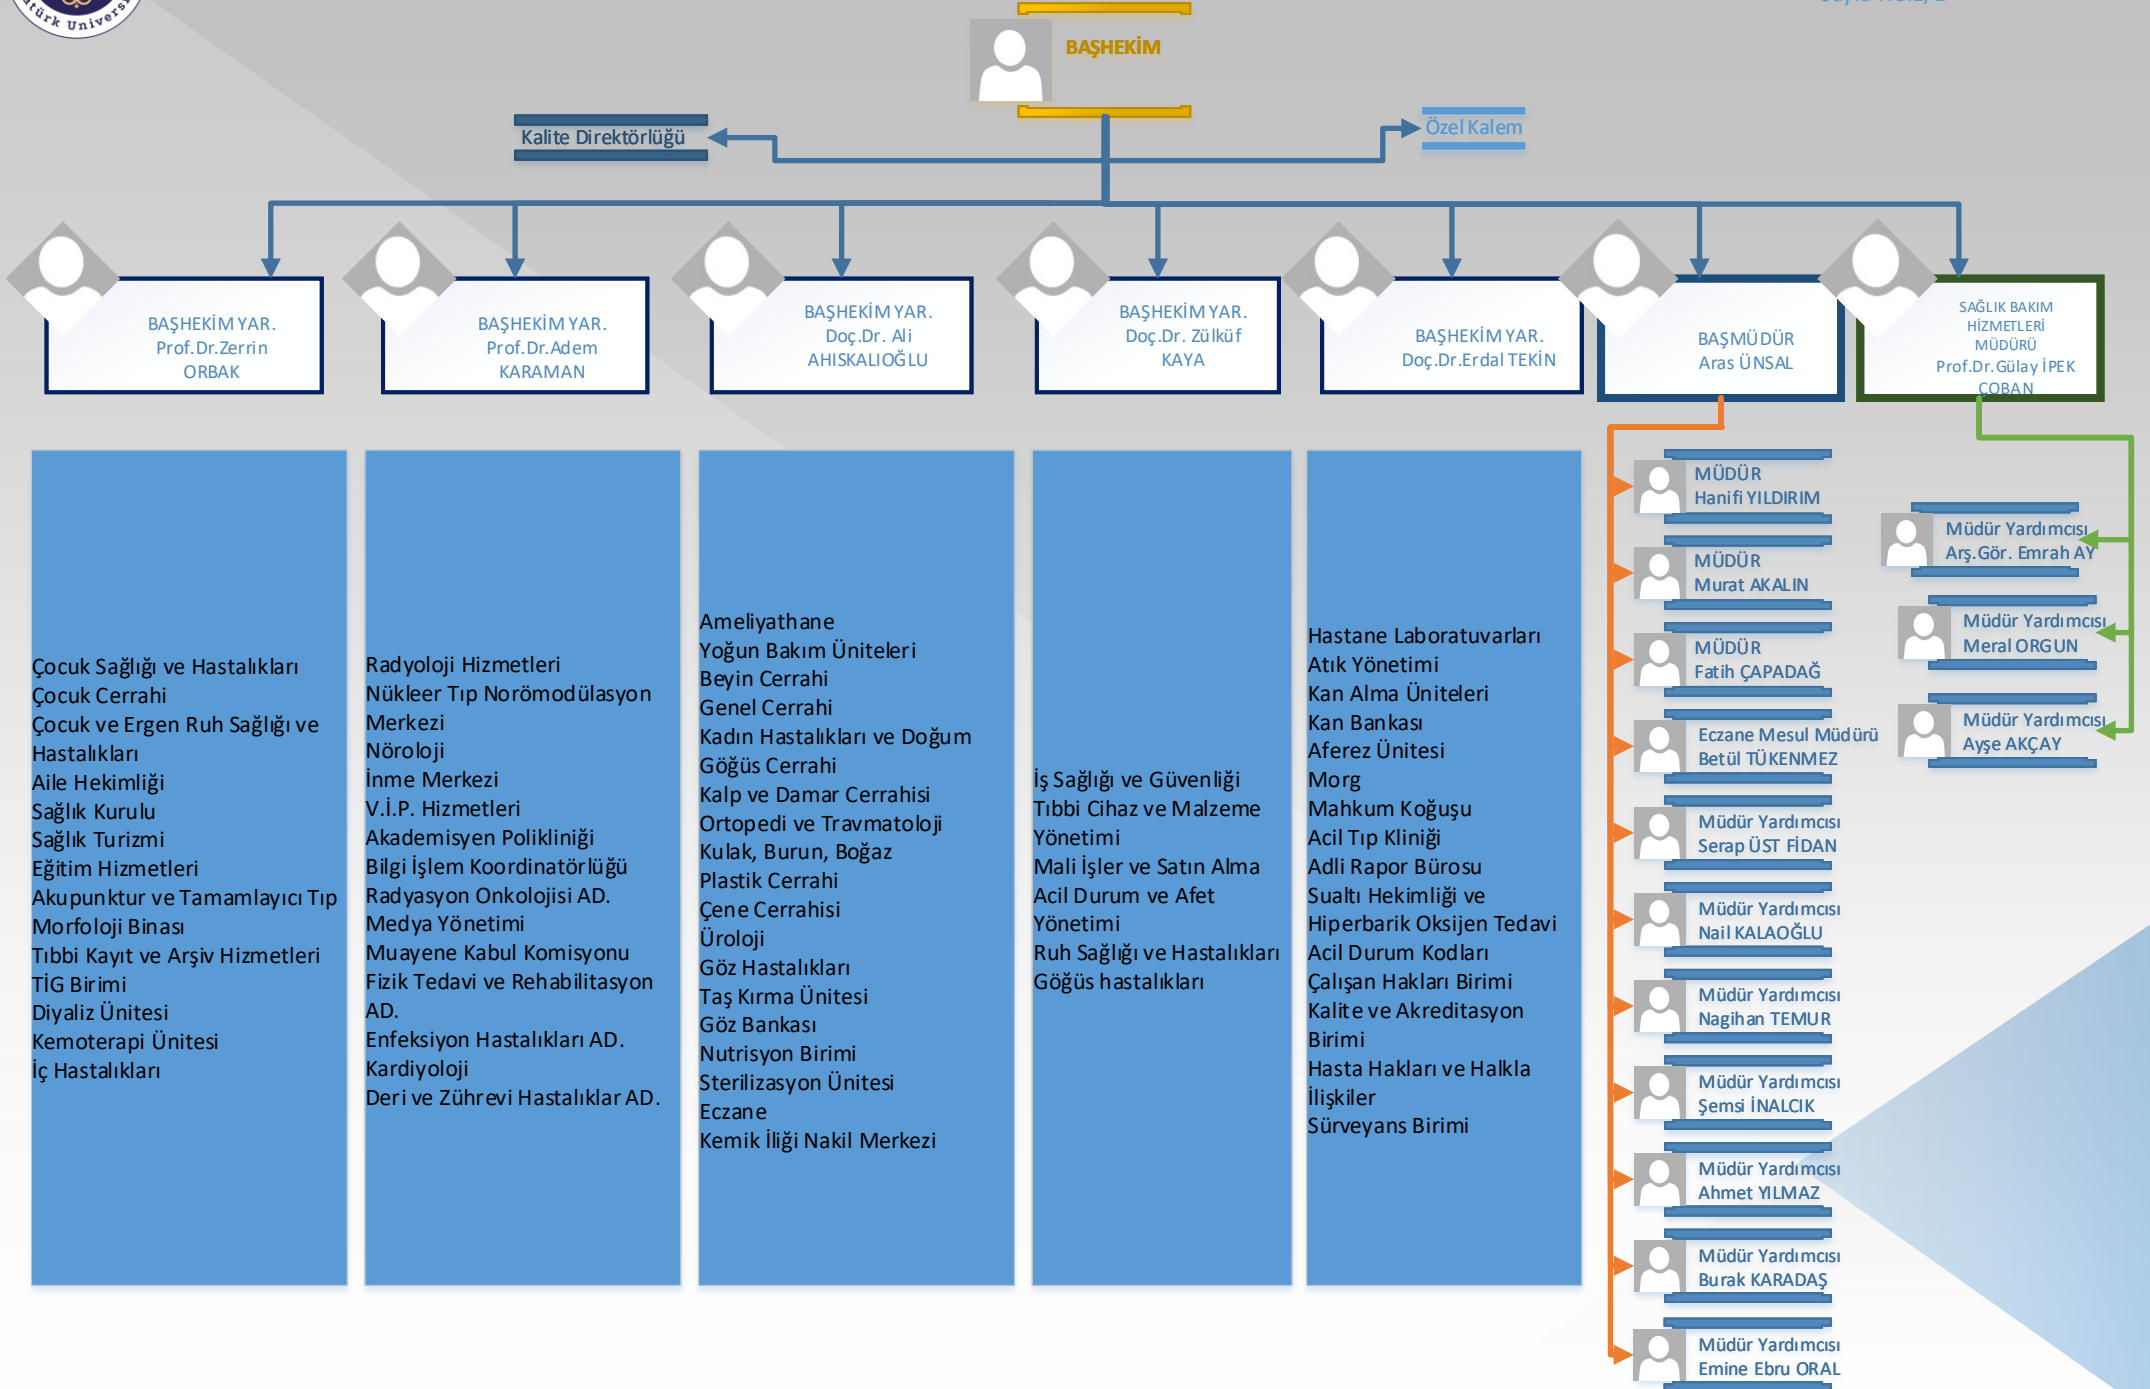 BAŞHEKİM
Kalite Direktörlüğü
Özel Kalem
BAŞHEKİM YAR.
Prof.Dr.Zerrin
ORBAK
BAŞHEKİM YAR.
Prof.Dr.Adem
KARAMAN
BAŞHEKİM YAR.
Doç.Dr. Ali
AHISKALIOĞLU
BAŞHEKİM YAR.
Doç.Dr. Zülküf
KAYA
BAŞHEKİM YAR.
Doç.Dr.Erdal TEKİN
BAŞMÜDÜR
Aras ÜNSAL
SAĞLIK BAKIM
HİZMETLERİ
MÜDÜRÜ
Prof.Dr.Gülay İPEK
ÇOBAN
Çocuk Sağlığı ve Hastalıkları
Çocuk Cerrahi
Çocuk ve Ergen Ruh Sağlığı ve
Hastalıkları
Aile Hekimliği
Sağlık Kurulu
Sağlık Turizmi
Eğitim Hizmetleri
Akupunktur ve Tamamlayıcı Tıp
Morfoloji Binası
Tıbbi Kayıt ve Arşiv Hizmetleri
TİG Birimi
Diyaliz Ünitesi
Kemoterapi Ünitesi
İç Hastalıkları
Radyoloji Hizmetleri
Nükleer Tıp Norömodülasyon
Merkezi
Nöroloji
İnme Merkezi
V.İ.P. Hizmetleri
Akademisyen Polikliniği
Bilgi İşlem Koordinatörlüğü
Radyasyon Onkolojisi AD.
Medya Yönetimi
Muayene Kabul Komisyonu
Fizik Tedavi ve Rehabilitasyon
AD.
Enfeksiyon Hastalıkları AD.
Kardiyoloji
Deri ve Zührevi Hastalıklar AD.
Ameliyathane
Yoğun Bakım Üniteleri
Beyin Cerrahi
Genel Cerrahi
Kadın Hastalıkları ve Doğum
Göğüs Cerrahi
Kalp ve Damar Cerrahisi
Ortopedi ve Travmatoloji
Kulak, Burun, Boğaz
Plastik Cerrahi
Çene Cerrahisi
Üroloji
Göz Hastalıkları
Taş Kırma Ünitesi
Göz Bankası
Nutrisyon Birimi
Sterilizasyon Ünitesi
Eczane
Kemik İliği Nakil Merkezi
İş Sağlığı ve Güvenliği
Tıbbi Cihaz ve Malzeme
Yönetimi
Mali İşler ve Satın Alma
Acil Durum ve Afet
Yönetimi
Ruh Sağlığı ve Hastalıkları
Göğüs hastalıkları
Hastane Laboratuvarları
Atık Yönetimi
Kan Alma Üniteleri
Kan Bankası
Aferez Ünitesi
Morg
Mahkum Koğuşu
Acil Tıp Kliniği
Adli Rapor Bürosu
Sualtı Hekimliği ve
Hiperbarik Oksijen Tedavi
Acil Durum Kodları
Çalışan Hakları Birimi
Kalite ve Akreditasyon
Birimi
Hasta Hakları ve Halkla
İlişkiler
Sürveyans Birimi
MÜDÜR
Hanifi YILDIRIM
MÜDÜR
Murat AKALIN
MÜDÜR
Fatih ÇAPADAĞ
Eczane Mesul Müdürü
Betül TÜKENMEZ
Müdür Yardımcısı
Serap ÜST FİDAN
Müdür Yardımcısı
Nail KALAOĞLU
Müdür Yardımcısı
Nagihan TEMUR
Müdür Yardımcısı
Şemsi İNALCIK
Müdür Yardımcısı
Ahmet YILMAZ
Müdür Yardımcısı
Burak KARADAŞ
Müdür Yardımcısı
Emine Ebru ORAL
Müdür Yardımcısı
Arş.Gör. Emrah AY
Müdür Yardımcısı
Meral ORGUN
Müdür Yardımcısı
Ayşe AKÇAY